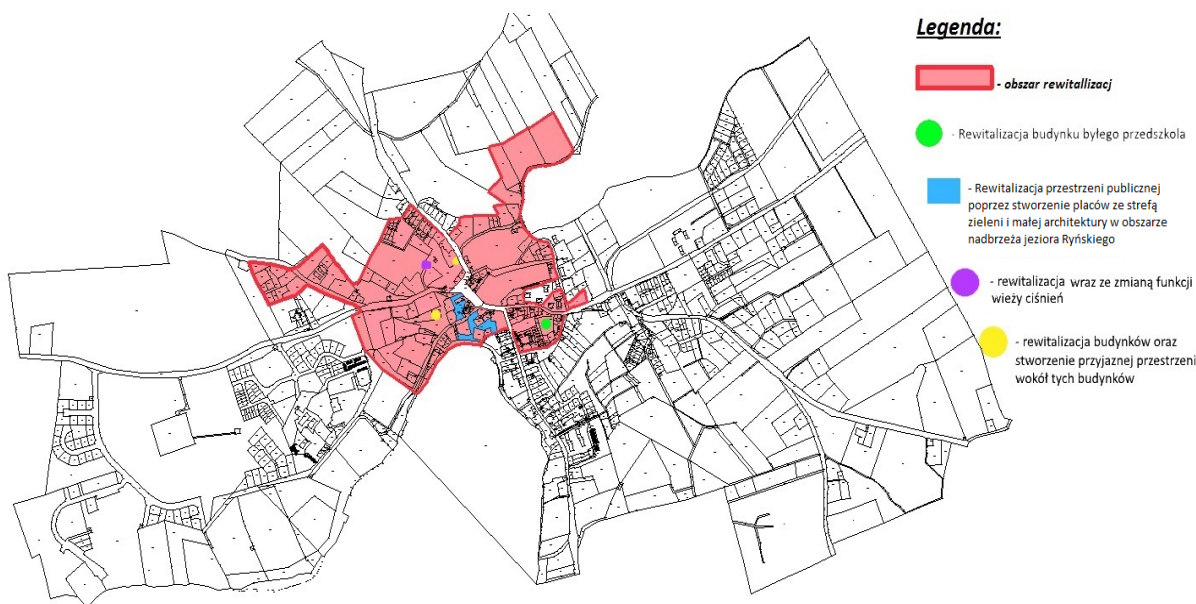 Legenda:
- obszar rewitallizacj
- Rewitalizacja budynku byłego przedszkola
- Rewitalizacja przestrzeni publicznej
poprzez stworzenie placów ze strefą
zieleni i małej architektury w obszarze
nadbrzeża jeziora Ryńskiego
- rewitalizacja wraz ze zmianą funkcji
wieży ciśnień
- rewitalizacja budynków oraz
stworzenie przyjaznej przestrzeni
wokół tych budynków